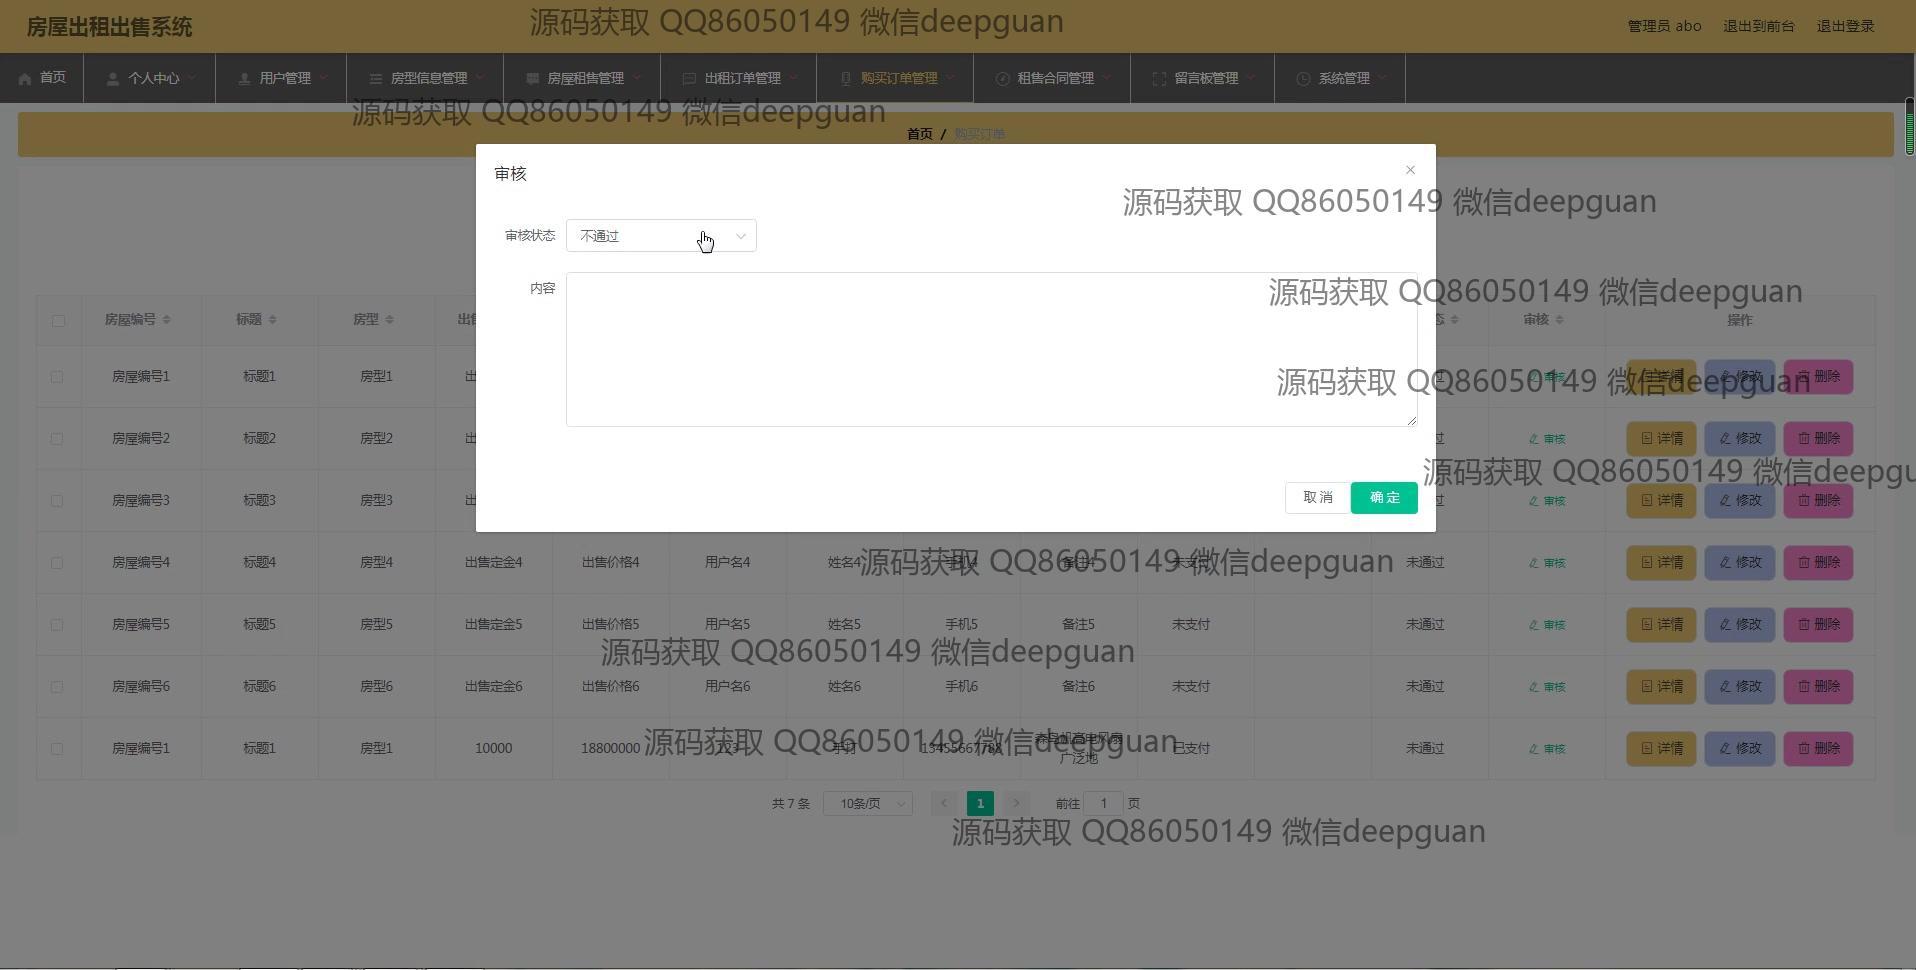 房屋出租出售系统
源码获取 QQ86050149 微信deepguan
管理员 abo 退出到前台 退出登录
首页 个人中心 用户管理 房型信息管理 房屋租售管理 出租订单管理 购买订单管理 租售合同管理 留言板管理 系统管理
源码获取 QQ86050149 微信deepguan
首页 / 购买订单
审核
源码获取 QQ86050149 微信deepguan
审核状态 不通过
内容
源码获取 QQ86050149 微信deepguan
房屋编号 标题 房型 出售 态 审核 操作
房屋编号1 标题1 房型1 出 过 审核 详情 修改 删除
源码获取 QQ86050149 微信deepguan
房屋编号2 标题2 房型2 出 过 审核 详情 修改 删除
源码获取 QQ86050149 微信deepgu
取消 确定
房屋编号3 标题3 房型3 出 过 审核 详情 修改 删除
房屋编号4 标题4 房型4 出售定金4 出售价格4 用户名4 姓名4 手机4 备注4 未支付 未通过 审核 详情 修改 删除
源码获取 QQ86050149 微信deepguan
房屋编号5 标题5 房型5 出售定金5 出售价格5 用户名5 姓名5 手机5 备注5 未支付 未通过 审核 详情 修改 删除
源码获取 QQ86050149 微信deepguan
房屋编号6 标题6 房型6 出售定金6 出售价格6 用户名6 姓名6 手机6 备注6 未支付 未通过 审核 详情 修改 删除
房屋编号1 标题1 房型1 10000 18800000 123 手打 13455667788 广泛地 已支付 未通过 审核 详情 修改 删除
源码获取 QQ86050149 微信deepguan
共 7 条 10条/页 1 前往 1 页
源码获取 QQ86050149 微信deepguan